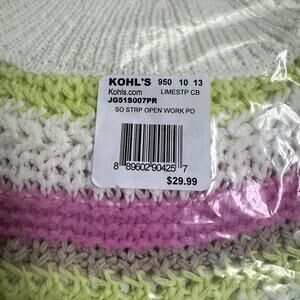 KOHL'S 950 10 13
Kohls.com LIMESTP CB
JG51S007PR
SO STRP OPEN WORK PO
8 89602 90425 7
$29.99